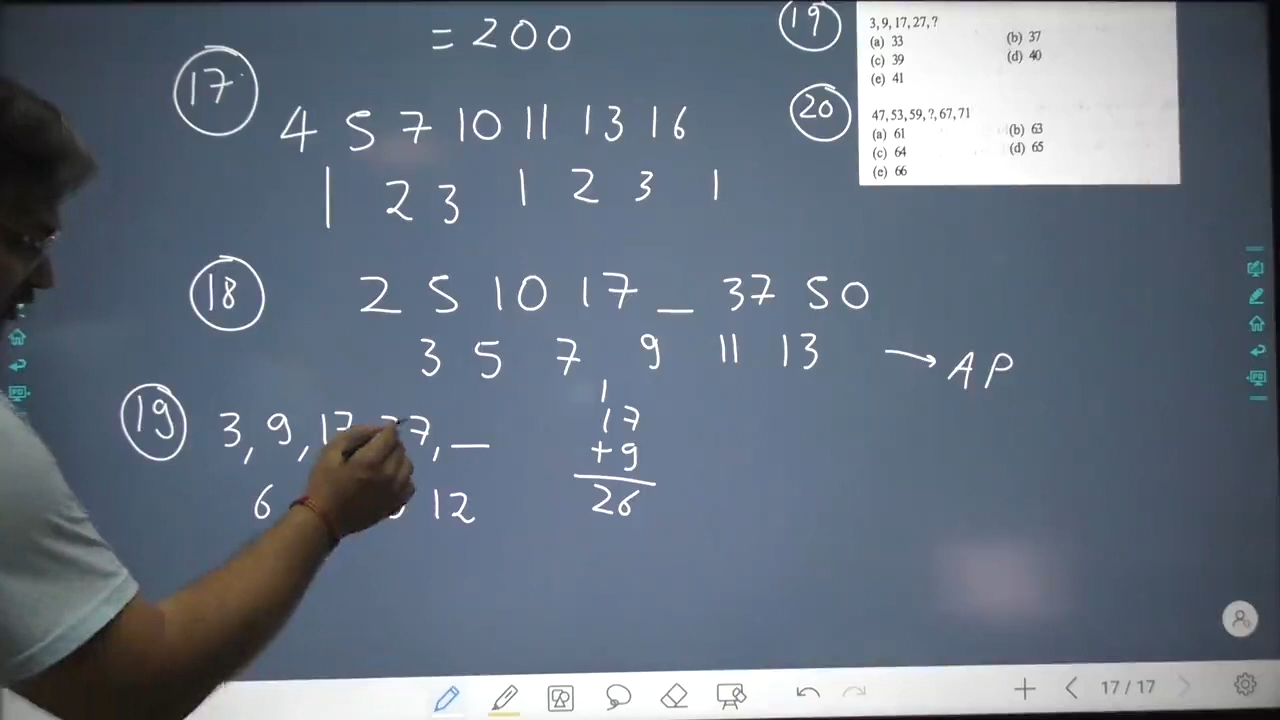 = 200
17
4 5 7 10 11 13 16
1 2 3 1 2 3 1
18
2 5 10 17 _ 37 50
3 5 7 9 11 13 → AP
19
3, 9, 17, 27, _
6 12
1
17
+9
26
19
3, 9, 17, 27, ?
(a) 33 (b) 37
(c) 39 (d) 40
(e) 41
20
47, 53, 59, ?, 67, 71
(a) 61 (b) 63
(c) 64 (d) 65
(e) 66
17 / 17